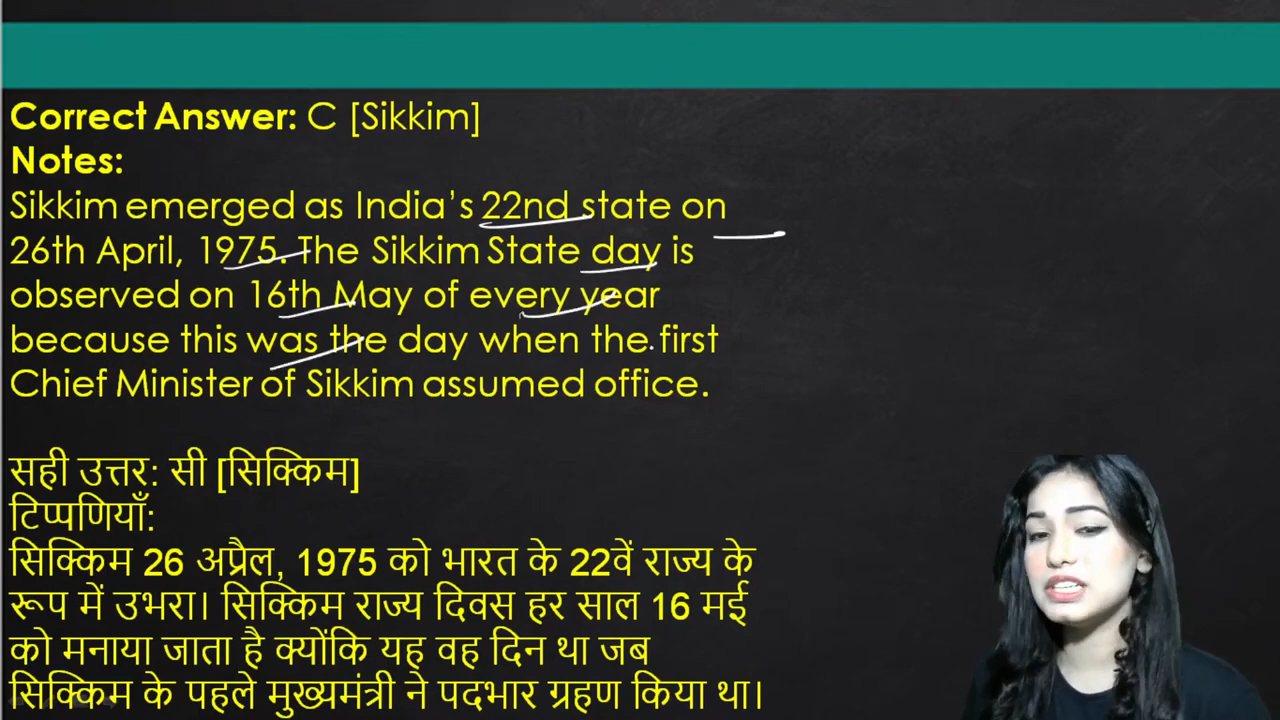 Correct Answer: C [Sikkim]
Notes:
Sikkim emerged as India's 22nd state on
26th April, 1975. The Sikkim State day is
observed on 16th May of every year
because this was the day when the first
Chief Minister of Sikkim assumed office.
सही उत्तर: सी [सिक्किम]
टिप्पणियाँ:
सिक्किम 26 अप्रैल, 1975 को भारत के 22वें राज्य के
रूप में उभरा। सिक्किम राज्य दिवस हर साल 16 मई
को मनाया जाता है क्योंकि यह वह दिन था जब
सिक्किम के पहले मुख्यमंत्री ने पदभार ग्रहण किया था।